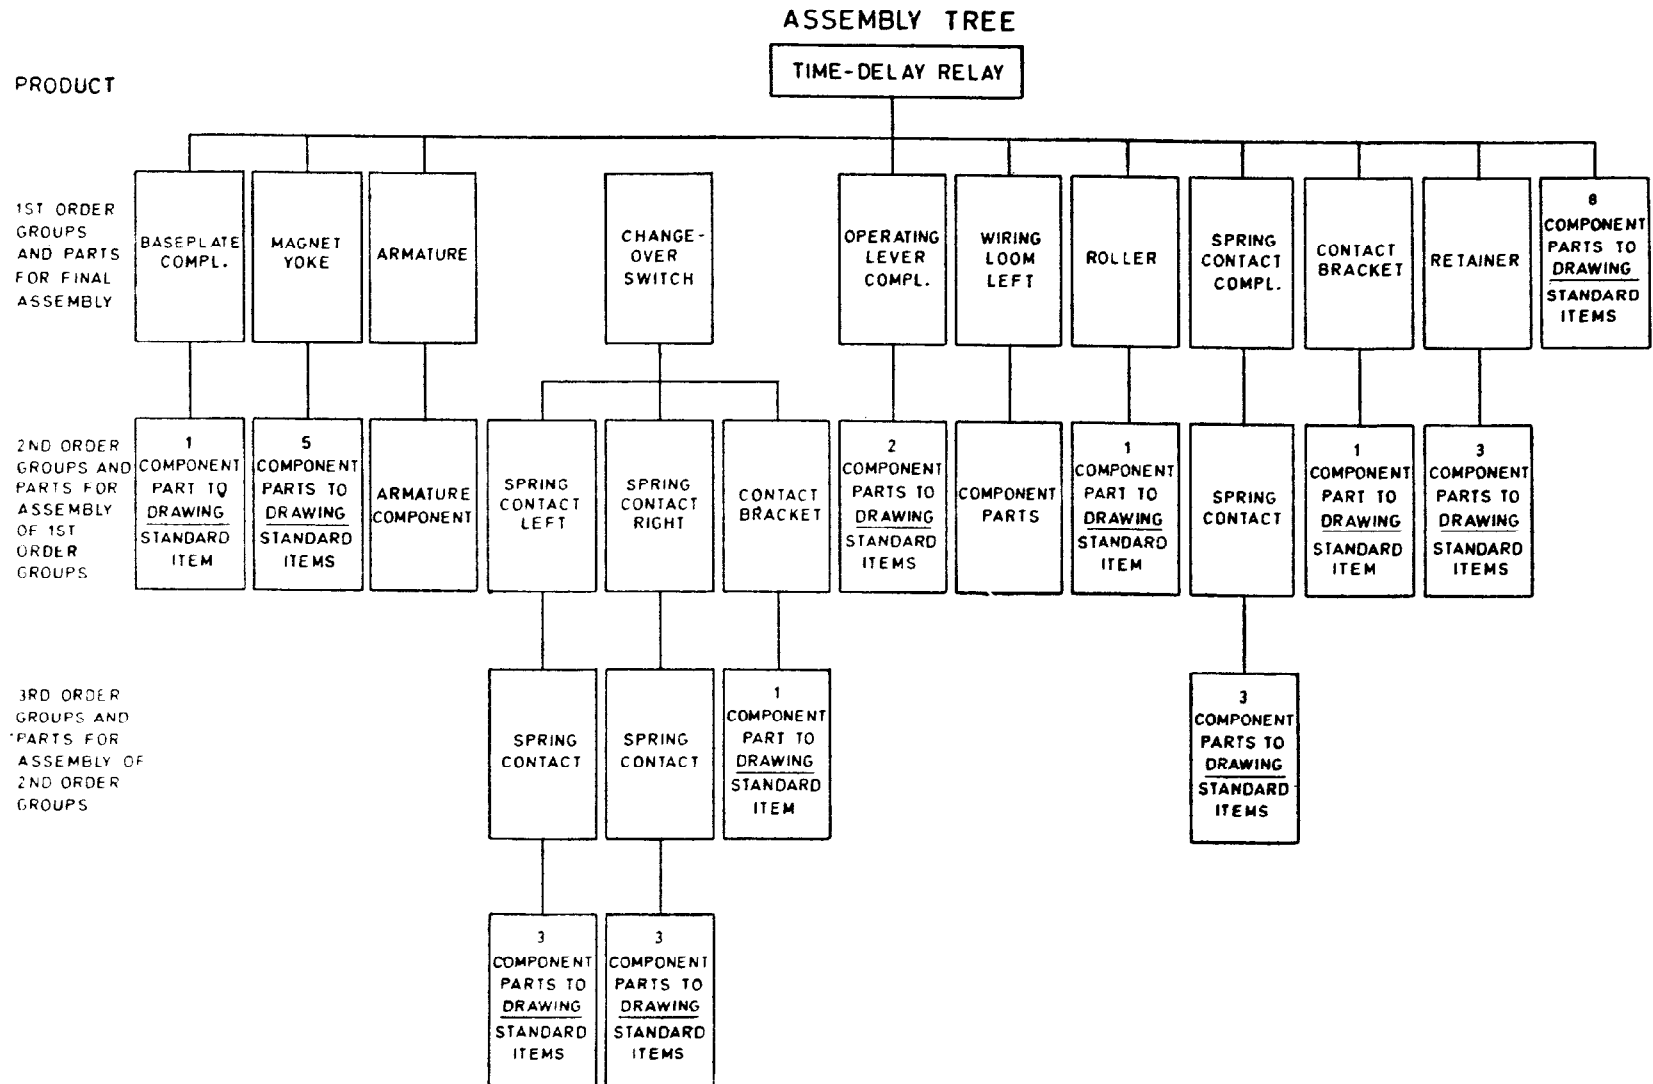 ASSEMBLY TREE
TIME-DELAY RELAY
PRODUCT
1ST ORDER
GROUPS
AND PARTS
FOR FINAL
ASSEMBLY
BASEPLATE
COMPL.
MAGNET
YOKE
ARMATURE
CHANGE-
OVER
SWITCH
OPERATING
LEVER
COMPL.
WIRING
LOOM
LEFT
ROLLER
SPRING
CONTACT
COMPL.
CONTACT
BRACKET
RETAINER
8
COMPONENT
PARTS TO
DRAWING
STANDARD
ITEMS
2ND ORDER
GROUPS AND
PARTS FOR
ASSEMBLY
OF 1ST
ORDER
GROUPS
1
COMPONENT
PART TO
DRAWING
STANDARD
ITEM
5
COMPONENT
PARTS TO
DRAWING
STANDARD
ITEMS
ARMATURE
COMPONENT
SPRING
CONTACT
LEFT
SPRING
CONTACT
RIGHT
CONTACT
BRACKET
2
COMPONENT
PARTS TO
DRAWING
STANDARD
ITEMS
COMPONENT
PARTS
1
COMPONENT
PART TO
DRAWING
STANDARD
ITEM
SPRING
CONTACT
1
COMPONENT
PART TO
DRAWING
STANDARD
ITEM
3
COMPONENT
PARTS TO
DRAWING
STANDARD
ITEMS
3RD ORDER
GROUPS AND
PARTS FOR
ASSEMBLY OF
2ND ORDER
GROUPS
SPRING
CONTACT
SPRING
CONTACT
1
COMPONENT
PART TO
DRAWING
STANDARD
ITEM
3
COMPONENT
PARTS TO
DRAWING
STANDARD
ITEMS
3
COMPONENT
PARTS TO
DRAWING
STANDARD
ITEMS
3
COMPONENT
PARTS TO
DRAWING
STANDARD
ITEMS